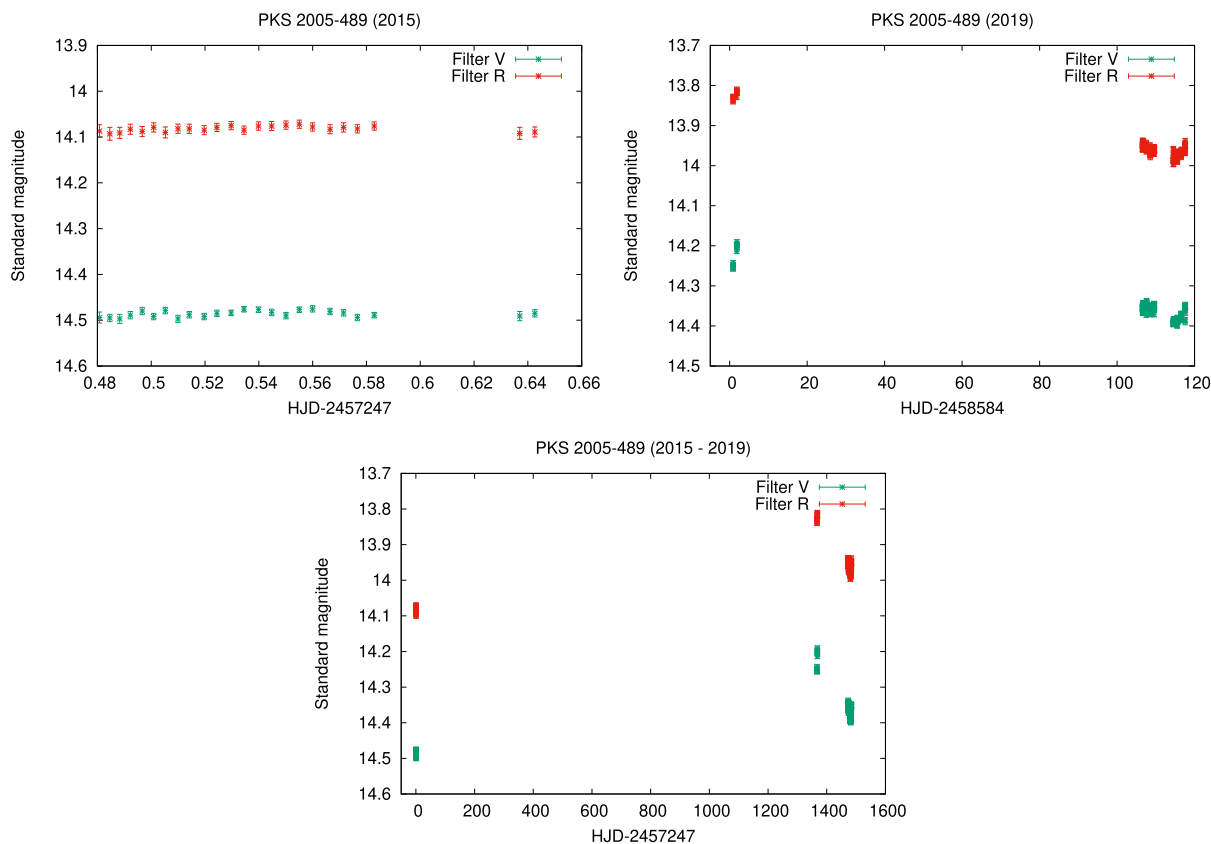 PKS 2005-489 (2015)
Filter V
Filter R
Standard magnitude
13.9
14
14.1
14.2
14.3
14.4
14.5
14.6
0.48 0.5 0.52 0.54 0.56 0.58 0.6 0.62 0.64 0.66
HJD-2457247
PKS 2005-489 (2019)
Filter V
Filter R
Standard magnitude
13.7
13.8
13.9
14
14.1
14.2
14.3
14.4
14.5
0 20 40 60 80 100 120
HJD-2458584
PKS 2005-489 (2015 - 2019)
Filter V
Filter R
Standard magnitude
13.7
13.8
13.9
14
14.1
14.2
14.3
14.4
14.5
14.6
0 200 400 600 800 1000 1200 1400 1600
HJD-2457247